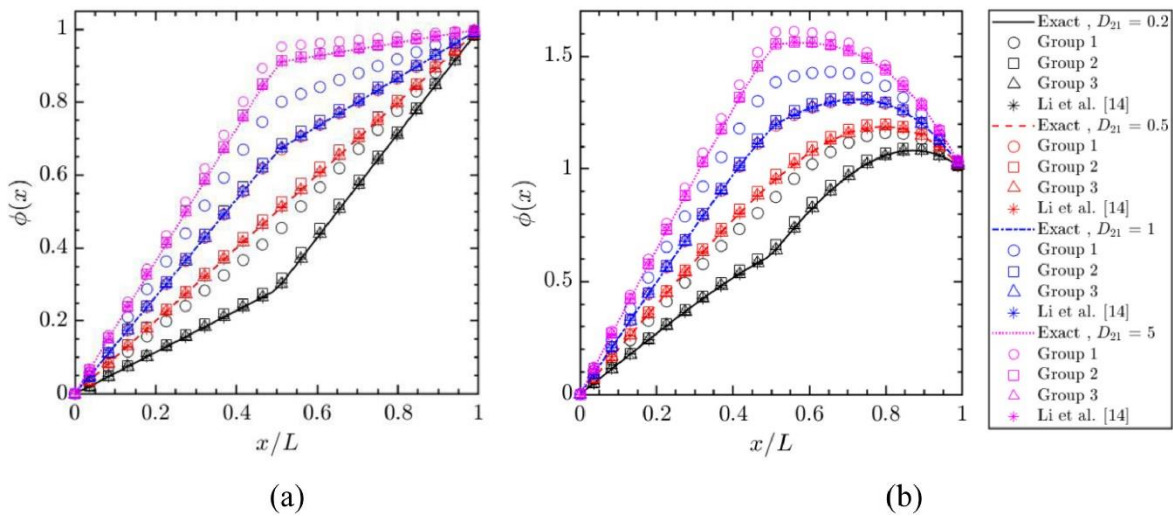 1
0.8
0.6
0.4
0.2
0
ϕ(x)
0 0.2 0.4 0.6 0.8 1
x/L
(a)
1.5
1
0.5
0
ϕ(x)
0 0.2 0.4 0.6 0.8 1
x/L
(b)
Exact , D₂₁ = 0.2
Group 1
Group 2
Group 3
Li et al. [14]
Exact , D₂₁ = 0.5
Group 1
Group 2
Group 3
Li et al. [14]
Exact , D₂₁ = 1
Group 1
Group 2
Group 3
Li et al. [14]
Exact , D₂₁ = 5
Group 1
Group 2
Group 3
Li et al. [14]